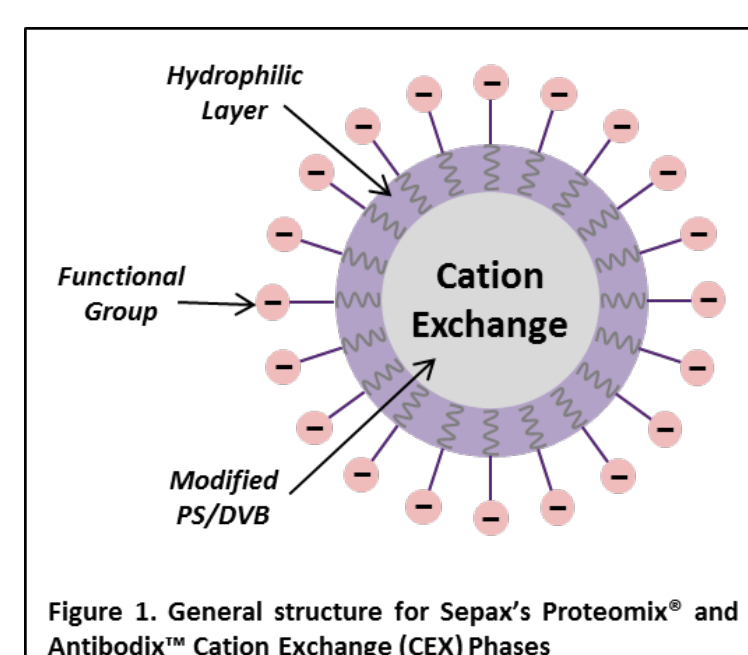 Hydrophilic
Layer
Functional
Group
Cation
Exchange
Modified
PS/DVB
− − − − − − − − − − − − − − − − − − − −
Figure 1. General structure for Sepax's Proteomix® and
Antibodix™ Cation Exchange (CEX) Phases